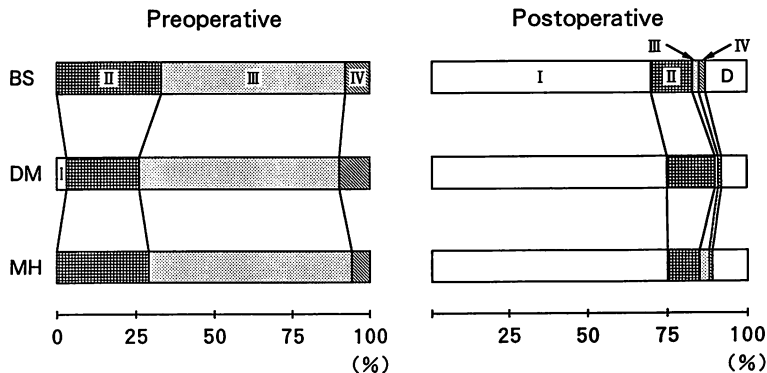 Preoperative
Postoperative
III IV
BS II III IV I II D
DM I
MH
0 25 50 75 100
(%)
25 50 75 100
(%)